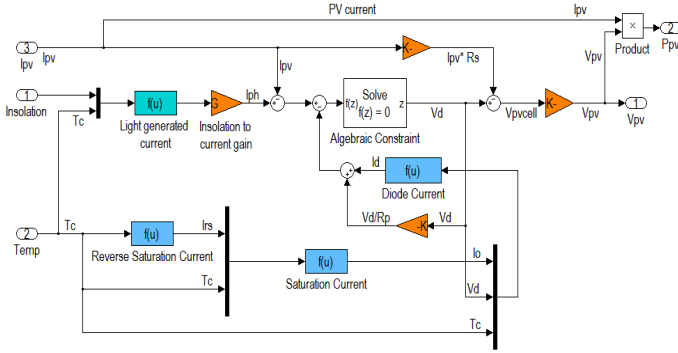 PV current
Ipv
3
Ipv
Ipv
K-
Ipv* Rs
Ipv
×
Product
2
Ppv
Vpv
1
Insolation
Tc
f(u)
Light generated
current
G
Insolation to
current gain
Iph
f(z)
Solve
f(z) = 0
z
Algebraic Constraint
Vd
Vpvcell
K-
Vpv
1
Vpv
Id
f(u)
Diode Current
Vd/Rp
-K
Vd
2
Temp
Tc
f(u)
Reverse Saturation Current
Irs
Tc
f(u)
Saturation Current
Io
Vd
Tc